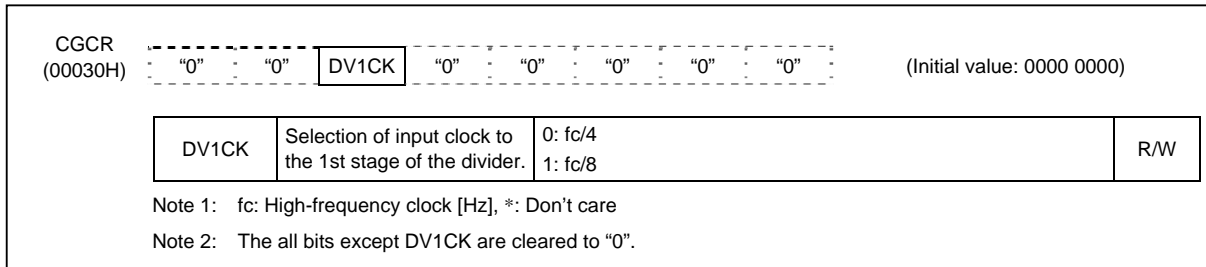 CGCR
(00030H)
“0” “0” DV1CK “0” “0” “0” “0” “0” (Initial value: 0000 0000)
DV1CK
Selection of input clock to
the 1st stage of the divider.
0: fc/4
1: fc/8
R/W
Note 1: fc: High-frequency clock [Hz], *: Don’t care
Note 2: The all bits except DV1CK are cleared to “0”.